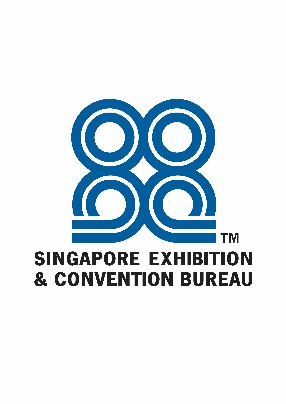 TM
SINGAPORE EXHIBITION
& CONVENTION BUREAU